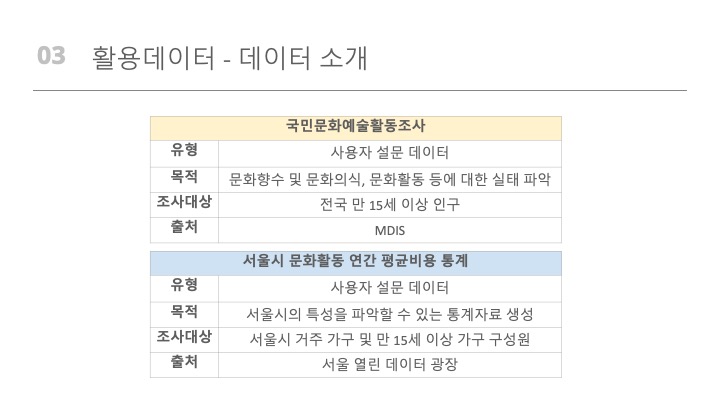 03 활용데이터 - 데이터 소개
국민문화예술활동조사
유형 사용자 설문 데이터
목적 문화향수 및 문화의식, 문화활동 등에 대한 실태 파악
조사대상 전국 만 15세 이상 인구
출처 MDIS
서울시 문화활동 연간 평균비용 통계
유형 사용자 설문 데이터
목적 서울시의 특성을 파악할 수 있는 통계자료 생성
조사대상 서울시 거주 가구 및 만 15세 이상 가구 구성원
출처 서울 열린 데이터 광장